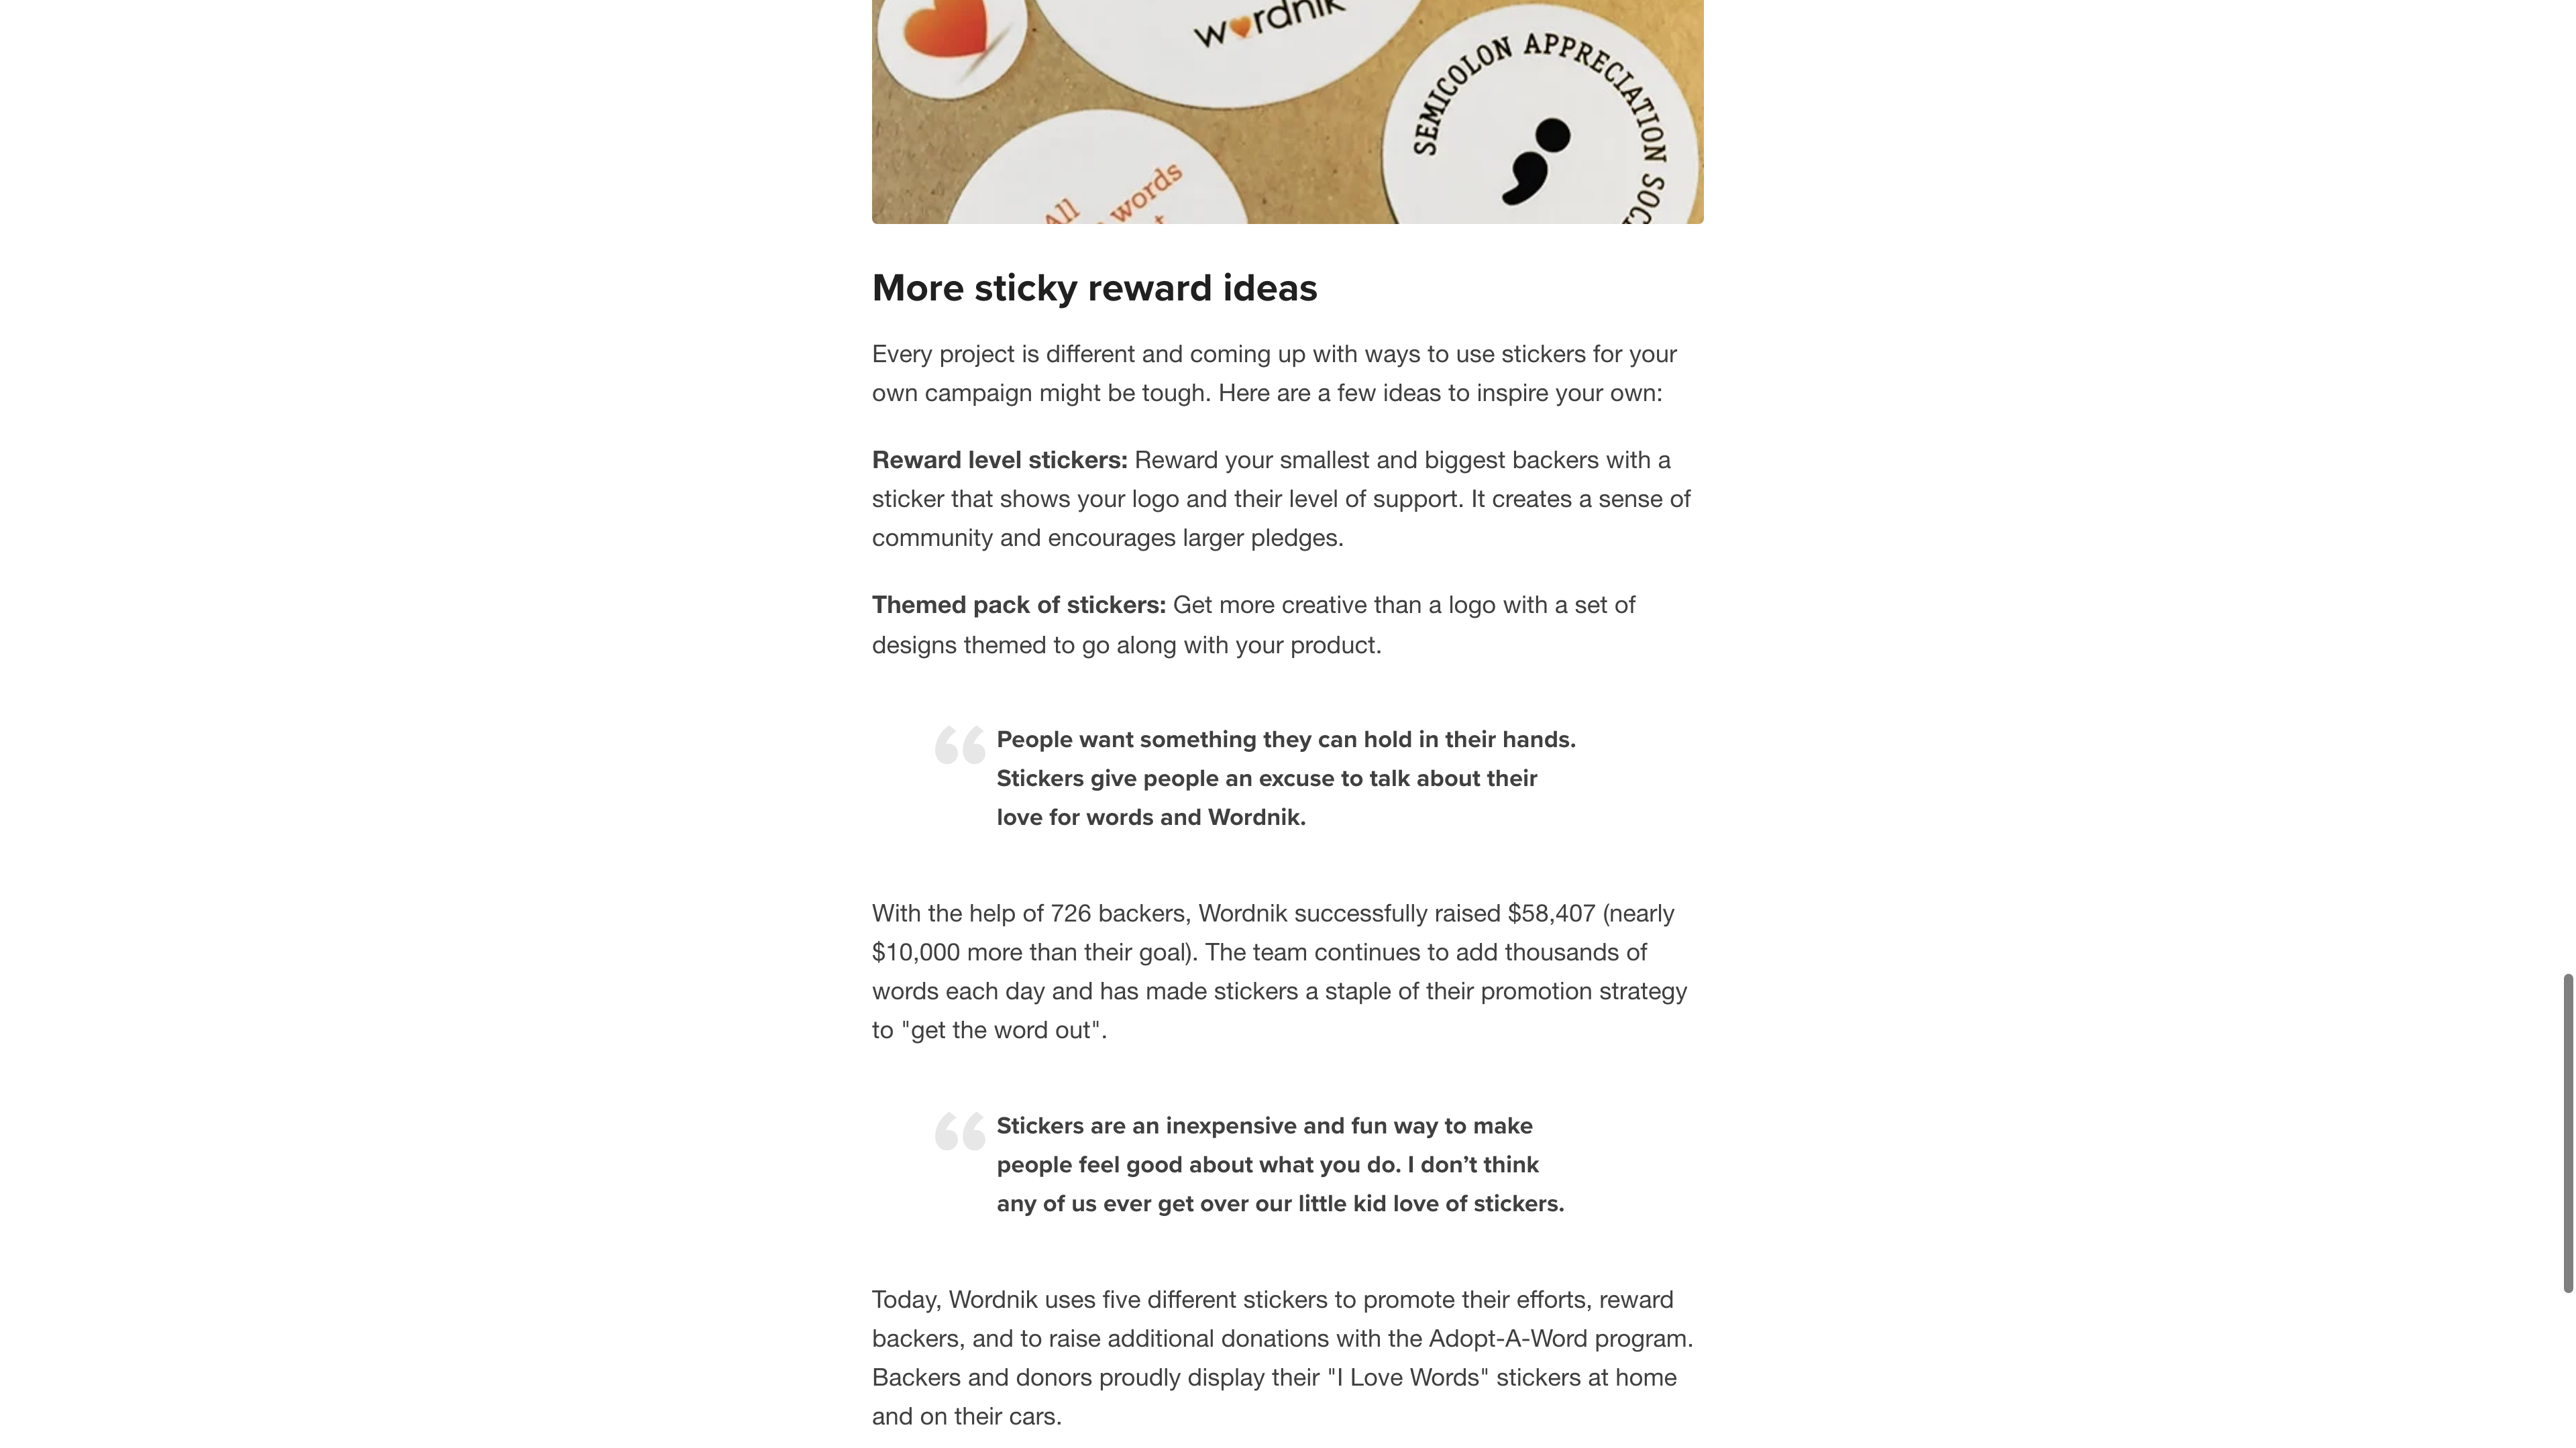 wordnik
SEMICOLON APPRECIATION
All
words
More sticky reward ideas
Every project is different and coming up with ways to use stickers for your
own campaign might be tough. Here are a few ideas to inspire your own:
Reward level stickers: Reward your smallest and biggest backers with a
sticker that shows your logo and their level of support. It creates a sense of
community and encourages larger pledges.
Themed pack of stickers: Get more creative than a logo with a set of
designs themed to go along with your product.
People want something they can hold in their hands.
Stickers give people an excuse to talk about their
love for words and Wordnik.
With the help of 726 backers, Wordnik successfully raised $58,407 (nearly
$10,000 more than their goal). The team continues to add thousands of
words each day and has made stickers a staple of their promotion strategy
to "get the word out".
Stickers are an inexpensive and fun way to make
people feel good about what you do. I don’t think
any of us ever get over our little kid love of stickers.
Today, Wordnik uses five different stickers to promote their efforts, reward
backers, and to raise additional donations with the Adopt-A-Word program.
Backers and donors proudly display their "I Love Words" stickers at home
and on their cars.